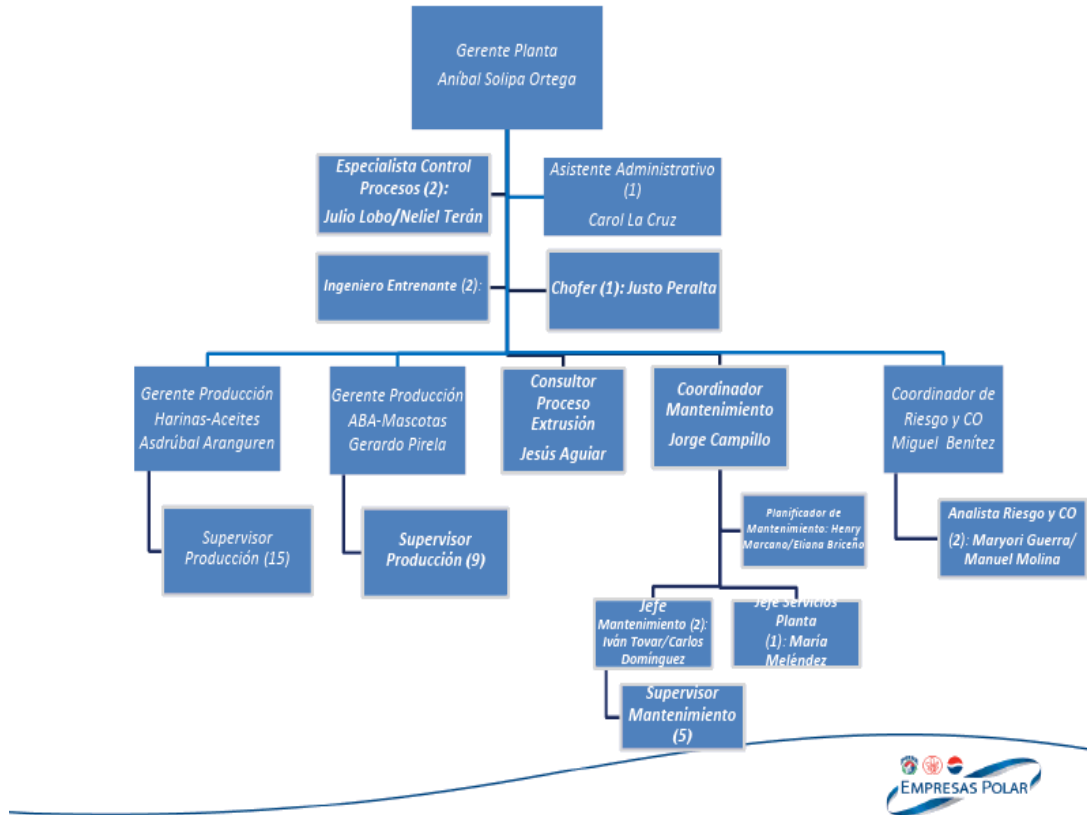 Gerente Planta
Aníbal Solipa Ortega
Especialista Control
Procesos (2):
Julio Lobo/Neliel Terán
Asistente Administrativo
(1)
Carol La Cruz
Ingeniero Entrenante (2):
Chofer (1): Justo Peralta
Gerente Producción
Harinas-Aceites
Asdrúbal Aranguren
Gerente Producción
ABA-Mascotas
Gerardo Pirela
Consultor
Proceso
Extrusión
Jesús Aguiar
Coordinador
Mantenimiento
Jorge Campillo
Coordinador de
Riesgo y CO
Miguel Benítez
Supervisor
Producción (15)
Supervisor
Producción (9)
Planificador de
Mantenimiento: Henry
Marcano/Eliana Briceño
Analista Riesgo y CO
(2): Maryori Guerra/
Manuel Molina
Jefe
Mantenimiento (2):
Iván Tovar/Carlos
Domínguez
Jefe Servicios
Planta
(1): María
Meléndez
Supervisor
Mantenimiento
(5)
EMPRESAS POLAR